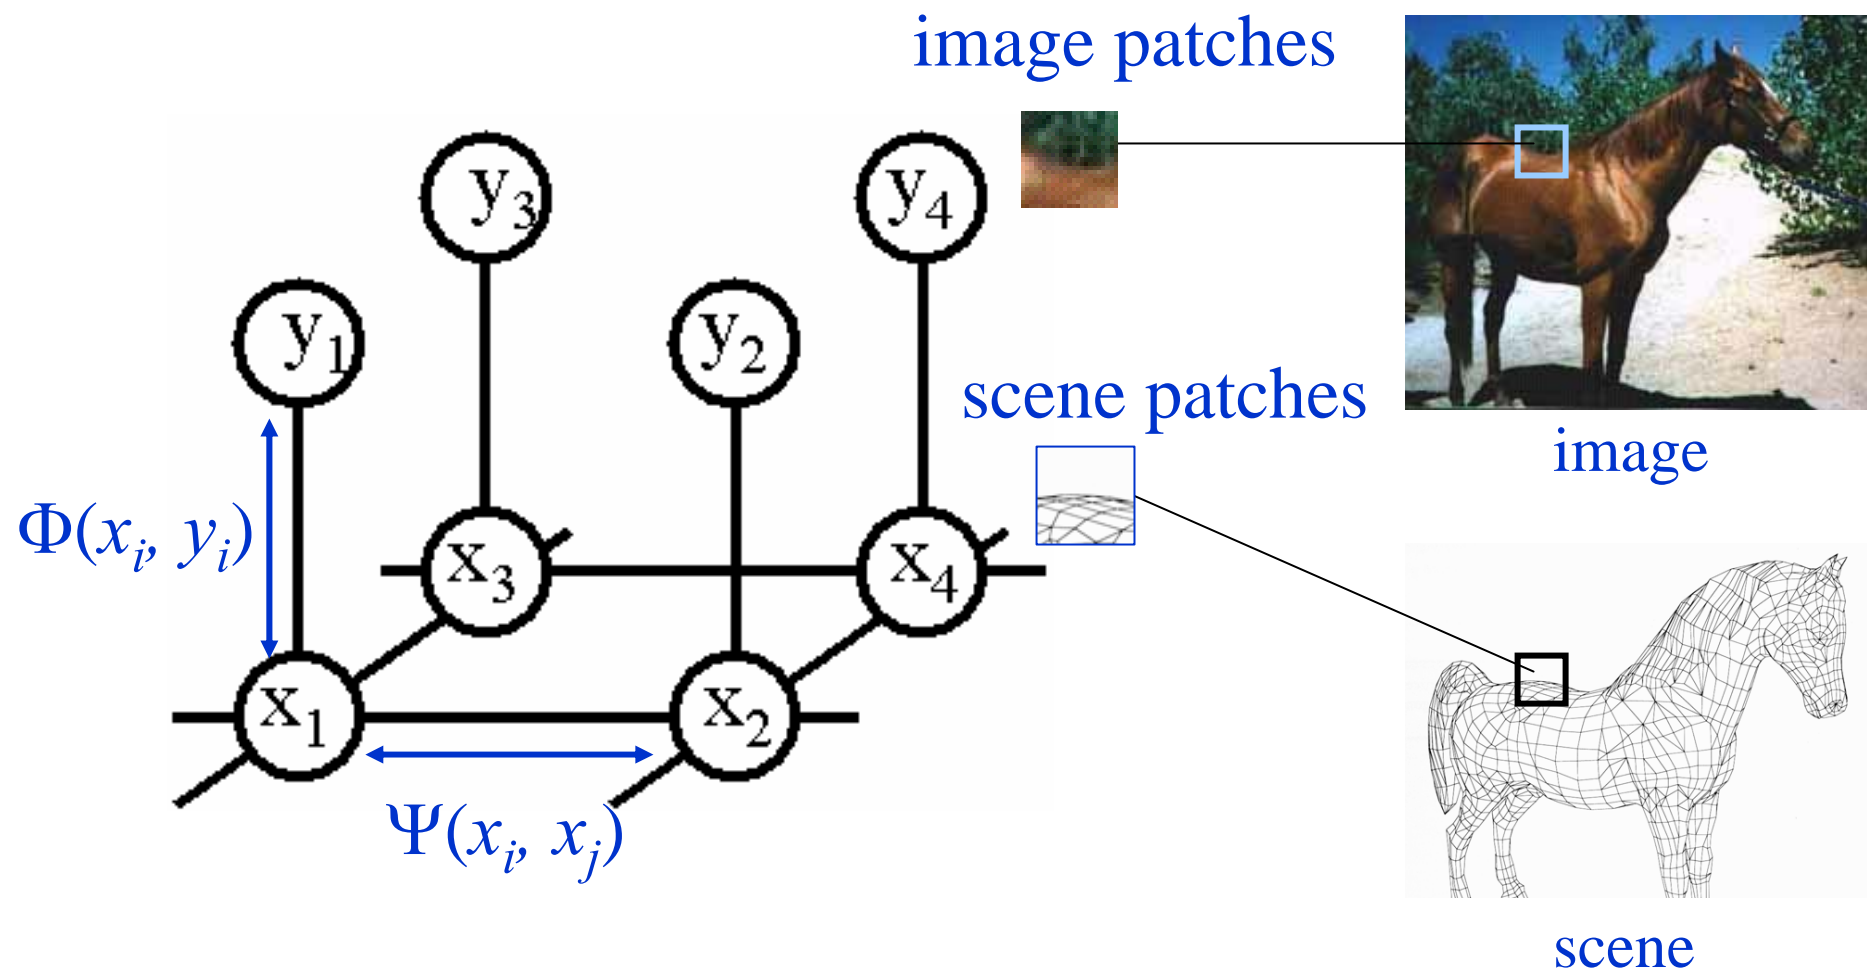 image patches
y₃
y₄
y₁
y₂
scene patches
image
Φ(xᵢ, yᵢ)
x₃
x₄
x₁
x₂
Ψ(xᵢ, xⱼ)
scene